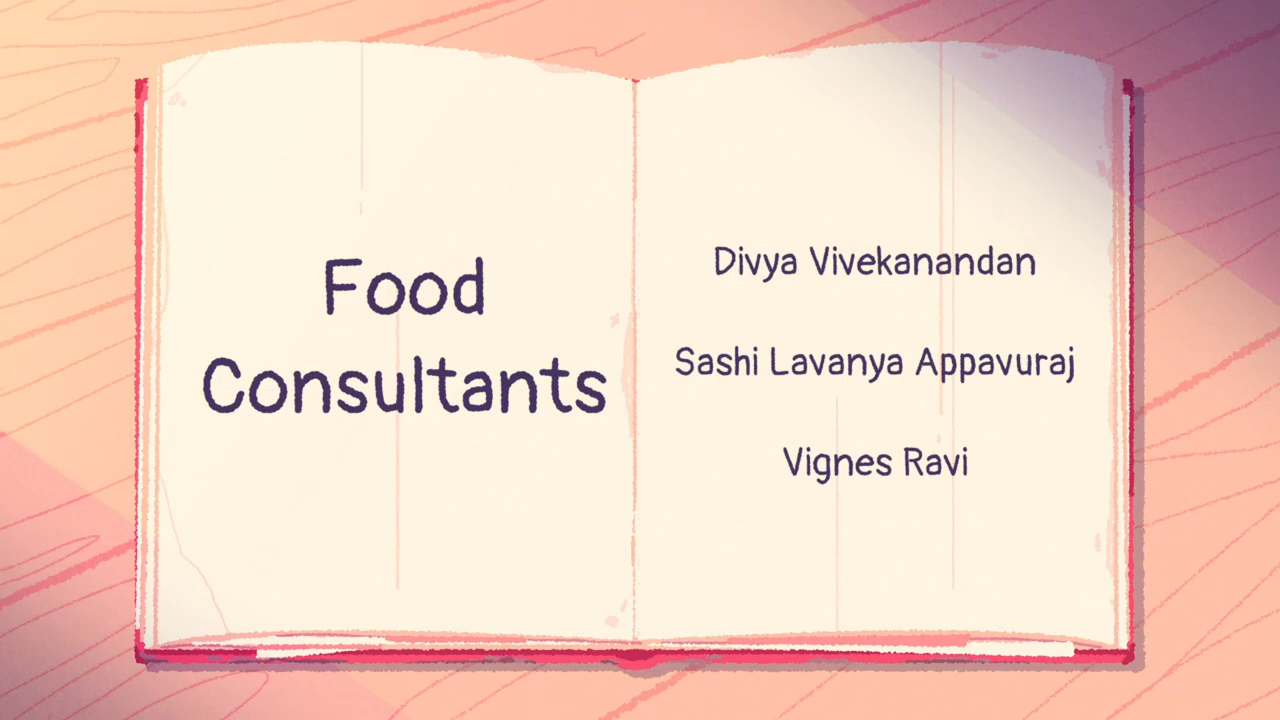 Food
Consultants
Divya Vivekanandan
Sashi Lavanya Appavuraj
Vignes Ravi